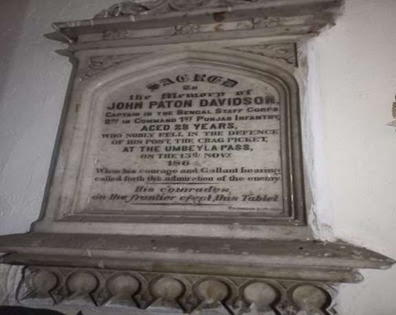 SACRED
To
the Memory of
JOHN PATON DAVIDSON,
CAPTAIN IN THE BENGAL STAFF CORPS
2ND IN COMMAND 1ST PUNJAB INFANTRY,
AGED 28 YEARS,
WHO NOBLY FELL IN THE DEFENCE
OF HIS POST, THE CRAG PICKET,
AT THE UMBEYLA PASS,
ON THE 13TH NOVR
186
When his courage and Gallant bearing
called forth the admiration of the enemy
His comrades,
on the frontier erect this Tablet